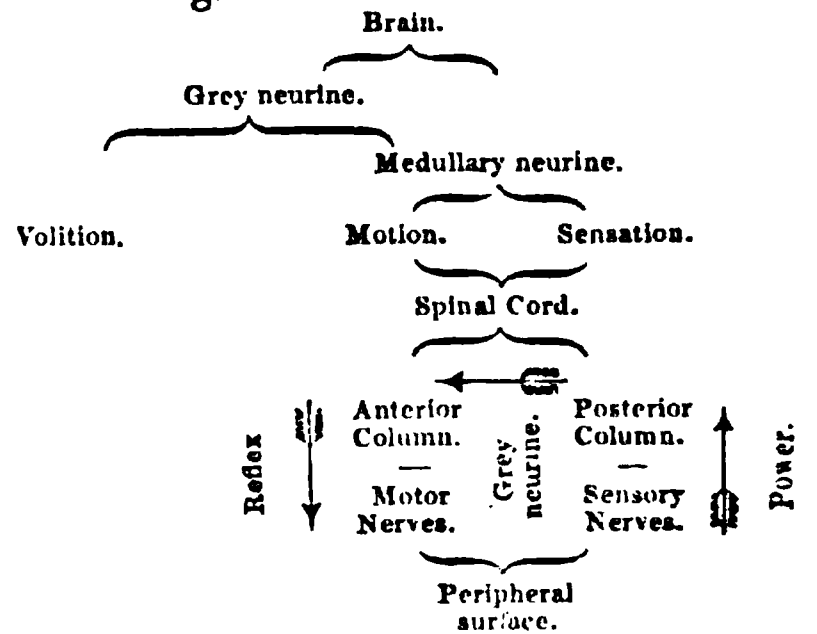 Brain.
Grey neurine.
Medullary neurine.
Volition. Motion. Sensation.
Spinal Cord.
Reflex
Anterior
Column.
Motor
Nerves.
Grey
neurine.
Posterior
Column.
Sensory
Nerves.
Power.
Peripheral
surface.